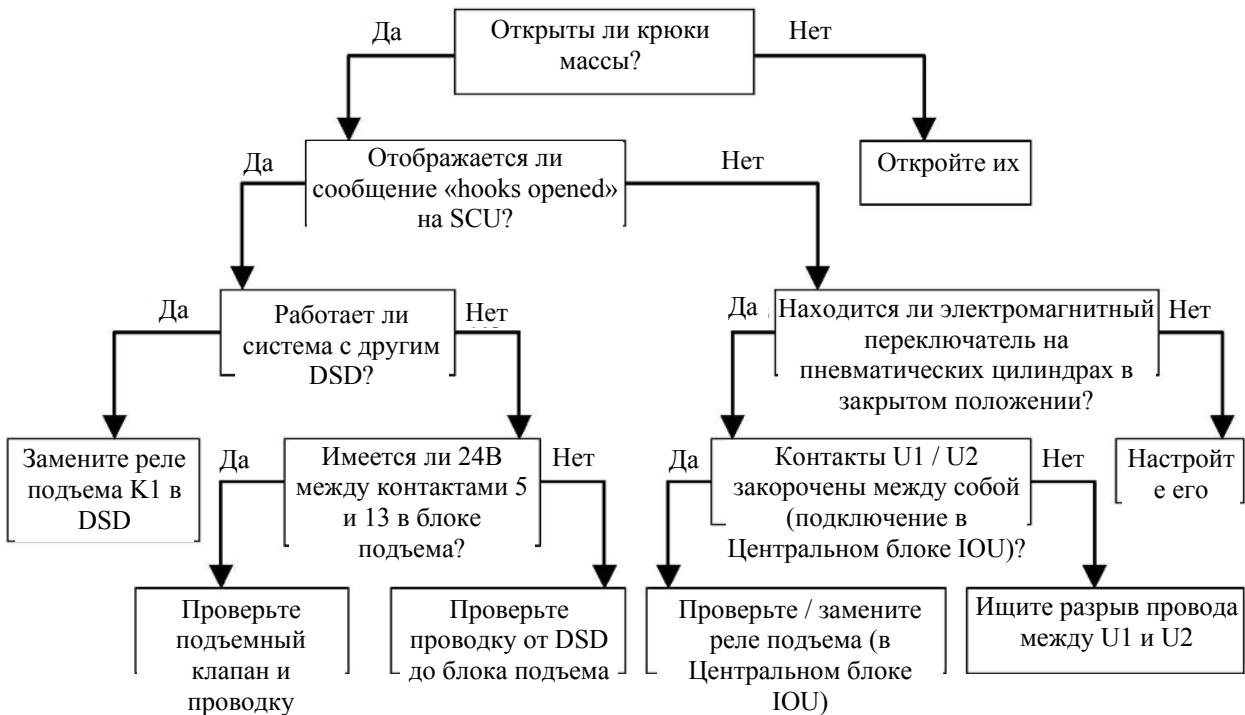 Да
Открыты ли крюки
массы?
Нет
Да
Отображается ли
сообщение «hooks opened»
на SCU?
Нет
Откройте их
Да
Работает ли
система с другим
DSD?
Нет
Да
Находится ли электромагнитный
переключатель на
пневматических цилиндрах в
закрытом положении?
Нет
Замените реле
подъема K1 в
DSD
Да
Имеется ли 24В
между контактами 5
и 13 в блоке
подъема?
Нет
Да
Контакты U1 / U2
закорочены между собой
(подключение в
Центральном блоке IOU)?
Нет
Настройт
е его
Проверьте
подъемный
клапан и
проводку
Проверьте
проводку от DSD
до блока подъема
Проверьте / замените
реле подъема (в
Центральном блоке
IOU)
Ищите разрыв провода
между U1 и U2